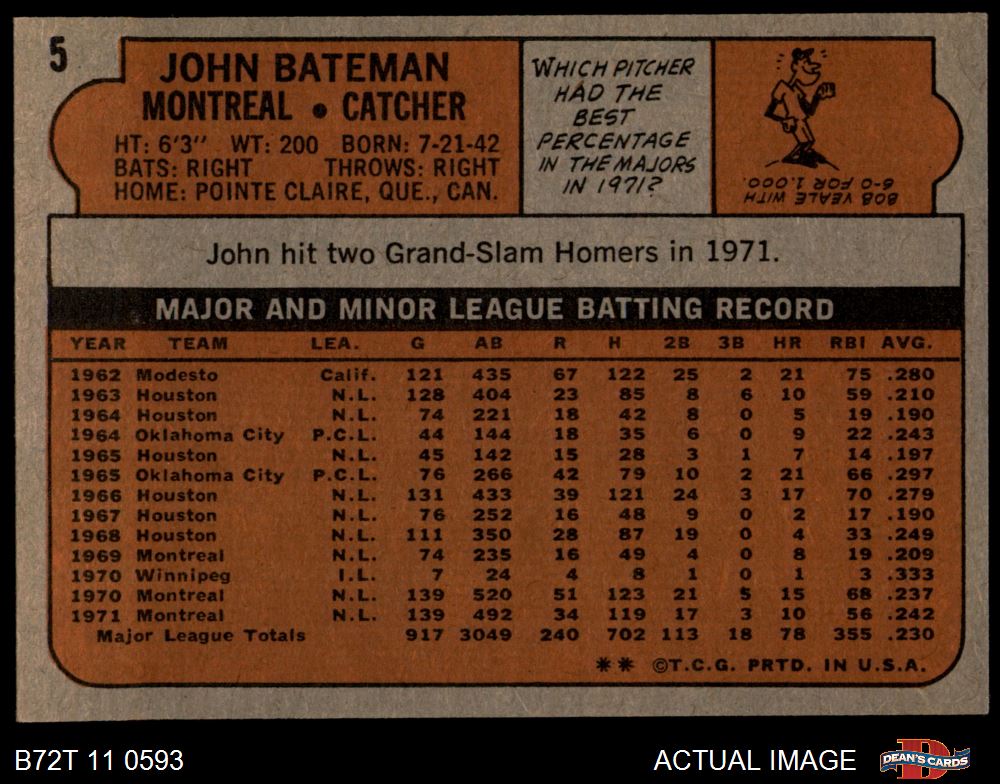 5
JOHN BATEMAN
MONTREAL • CATCHER
HT: 6'3" WT: 200 BORN: 7-21-42
BATS: RIGHT THROWS: RIGHT
HOME: POINTE CLAIRE, QUE., CAN.
WHICH PITCHER
HAD THE
BEST
PERCENTAGE
IN THE MAJORS
IN 1971?
BOB VEALE WITH
6-0 FOR 1.000.
John hit two Grand-Slam Homers in 1971.
MAJOR AND MINOR LEAGUE BATTING RECORD
YEAR TEAM LEA. G AB R H 2B 3B HR RBI AVG.
1962 Modesto Calif. 121 435 67 122 25 2 21 75 .280
1963 Houston N.L. 128 404 23 85 8 6 10 59 .210
1964 Houston N.L. 74 221 18 42 8 0 5 19 .190
1964 Oklahoma City P.C.L. 44 144 18 35 6 0 9 22 .243
1965 Houston N.L. 45 142 15 28 3 1 7 14 .197
1965 Oklahoma City P.C.L. 76 266 42 79 10 2 21 66 .297
1966 Houston N.L. 131 433 39 121 24 3 17 70 .279
1967 Houston N.L. 76 252 16 48 9 0 2 17 .190
1968 Houston N.L. 111 350 28 87 19 0 4 33 .249
1969 Montreal N.L. 74 235 16 49 4 0 8 19 .209
1970 Winnipeg I.L. 7 24 4 8 1 0 1 3 .333
1970 Montreal N.L. 139 520 51 123 21 5 15 68 .237
1971 Montreal N.L. 139 492 34 119 17 3 10 56 .242
Major League Totals 917 3049 240 702 113 18 78 355 .230
** ©T.C.G. PRTD. IN U.S.A.
B72T 11 0593
ACTUAL IMAGE
DEAN'S CARDS